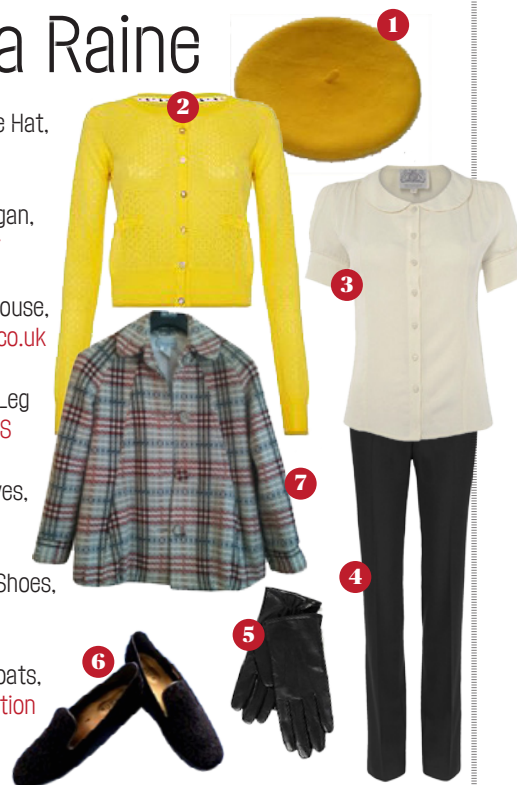 a Raine
e Hat,
gan,
ouse,
co.uk
Leg
S
ves,
Shoes,
oats,
tion
1
2
3
7
4
5
6